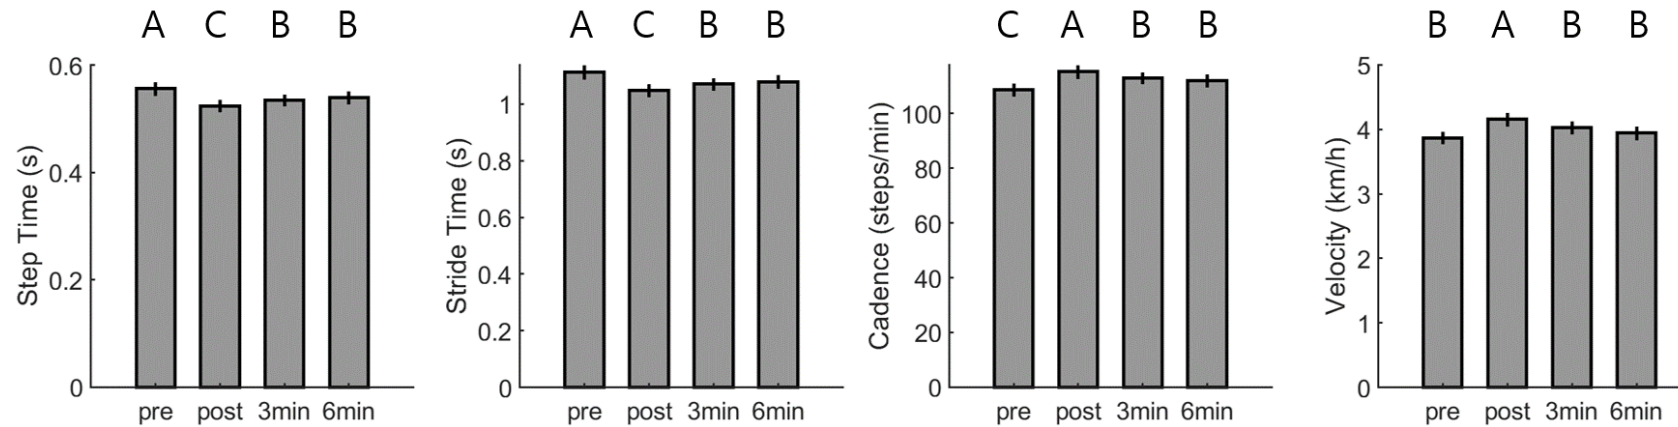 A C B B
0.6
0.4
0.2
0
Step Time (s)
pre post 3min 6min
A C B B
1
0.8
0.6
0.4
0.2
0
Stride Time (s)
pre post 3min 6min
C A B B
100
80
60
40
20
0
Cadence (steps/min)
pre post 3min 6min
B A B B
5
4
3
2
1
0
Velocity (km/h)
pre post 3min 6min